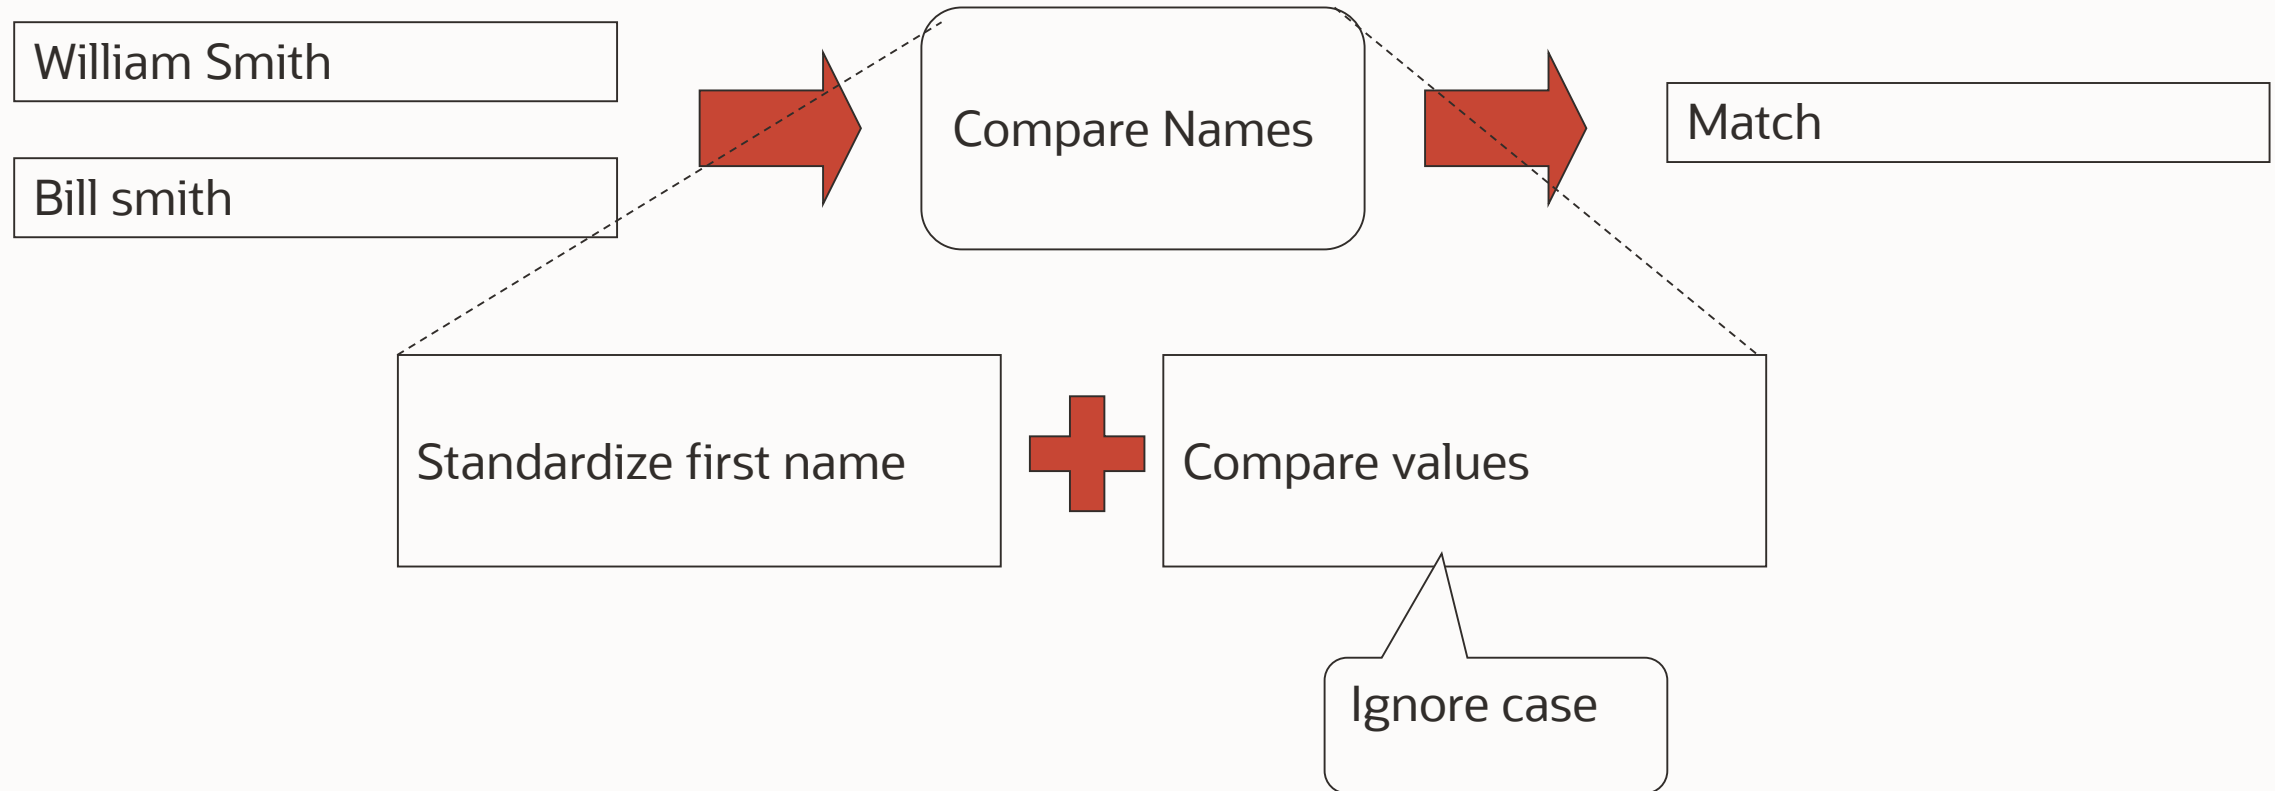 William Smith
Bill smith
Compare Names
Match
Standardize first name
Compare values
Ignore case